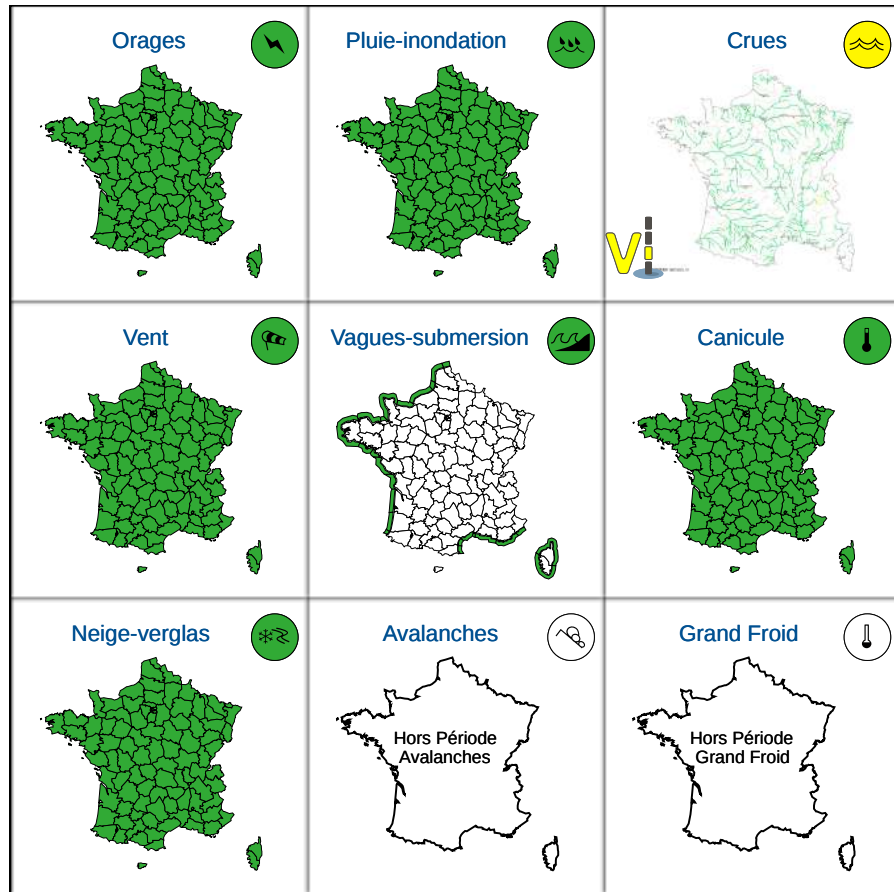 Orages
Pluie-inondation
Crues
Vi
Vent
Vagues-submersion
Canicule
Neige-verglas
Avalanches
Grand Froid
Hors Période
Avalanches
Hors Période
Grand Froid